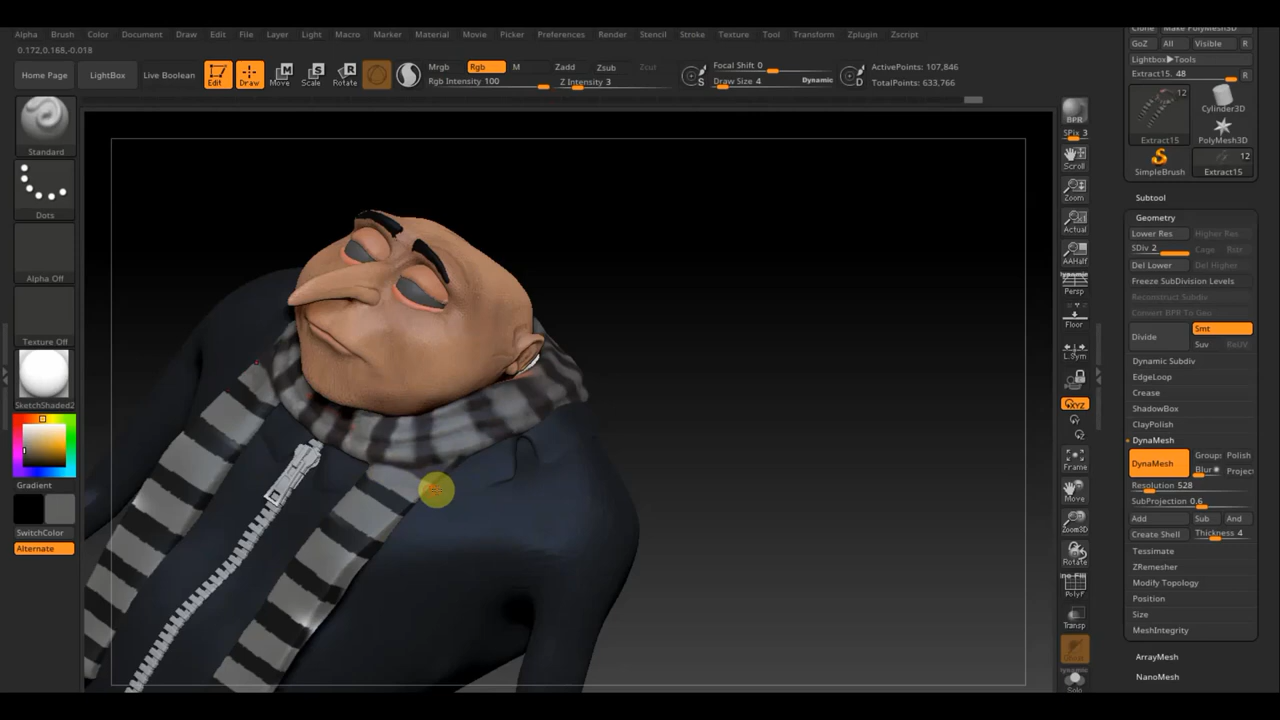 Alpha Brush Color Document Draw Edit File Layer Light Macro Marker Material Movie Picker Preferences Render Stencil Stroke Texture Tool Transform Zplugin Zscript
0.172,0.168,-0.018
Home Page
LightBox
Live Boolean
Edit
Draw
Move
Scale
Rotate
Mrgb Rgb M Zadd Zsub Zcut
Rgb Intensity 100
Z Intensity 3
S
Focal Shift 0
Draw Size 4
Dynamic
D
ActivePoints: 107,846
TotalPoints: 633,766
Standard
Dots
Alpha Off
Texture Off
SketchShaded2
Gradient
SwitchColor
Alternate
BPR
SPix 3
Scroll
Zoom
Actual
AAHalf
Dynamic
Persp
Floor
L.Sym
XYZ
Frame
Move
Zoom3D
Rotate
PolyF
Transp
Ghost
Solo
Clone Make PolyMesh3D
GoZ All Visible R
Lightbox▶Tools
Extract15. 48 R
12
Extract15
Cylinder3D
PolyMesh3D
SimpleBrush
12
Extract15
Subtool
Geometry
Lower Res Higher Res
SDiv 2 Cage Rstr
Del Lower Del Higher
Freeze SubDivision Levels
Reconstruct Subdiv
Convert BPR To Geo
Divide
Smt
Suv ReUV
Dynamic Subdiv
EdgeLoop
Crease
ShadowBox
ClayPolish
DynaMesh
DynaMesh
Groups Polish
Blur Projec
Resolution 528
SubProjection 0.6
Add Sub And
Create Shell Thickness 4
Tessimate
ZRemesher
Modify Topology
Position
Size
MeshIntegrity
ArrayMesh
NanoMesh